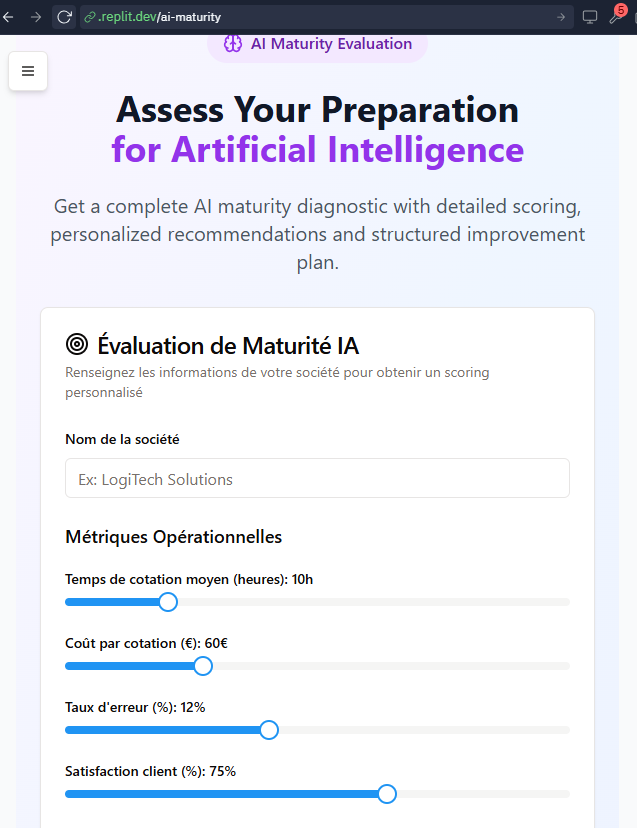 .replit.dev/ai-maturity
5
AI Maturity Evaluation
Assess Your Preparation
for Artificial Intelligence
Get a complete AI maturity diagnostic with detailed scoring,
personalized recommendations and structured improvement
plan.
Évaluation de Maturité IA
Renseignez les informations de votre société pour obtenir un scoring
personnalisé
Nom de la société
Ex: LogiTech Solutions
Métriques Opérationnelles
Temps de cotation moyen (heures): 10h
Coût par cotation (€): 60€
Taux d'erreur (%): 12%
Satisfaction client (%): 75%